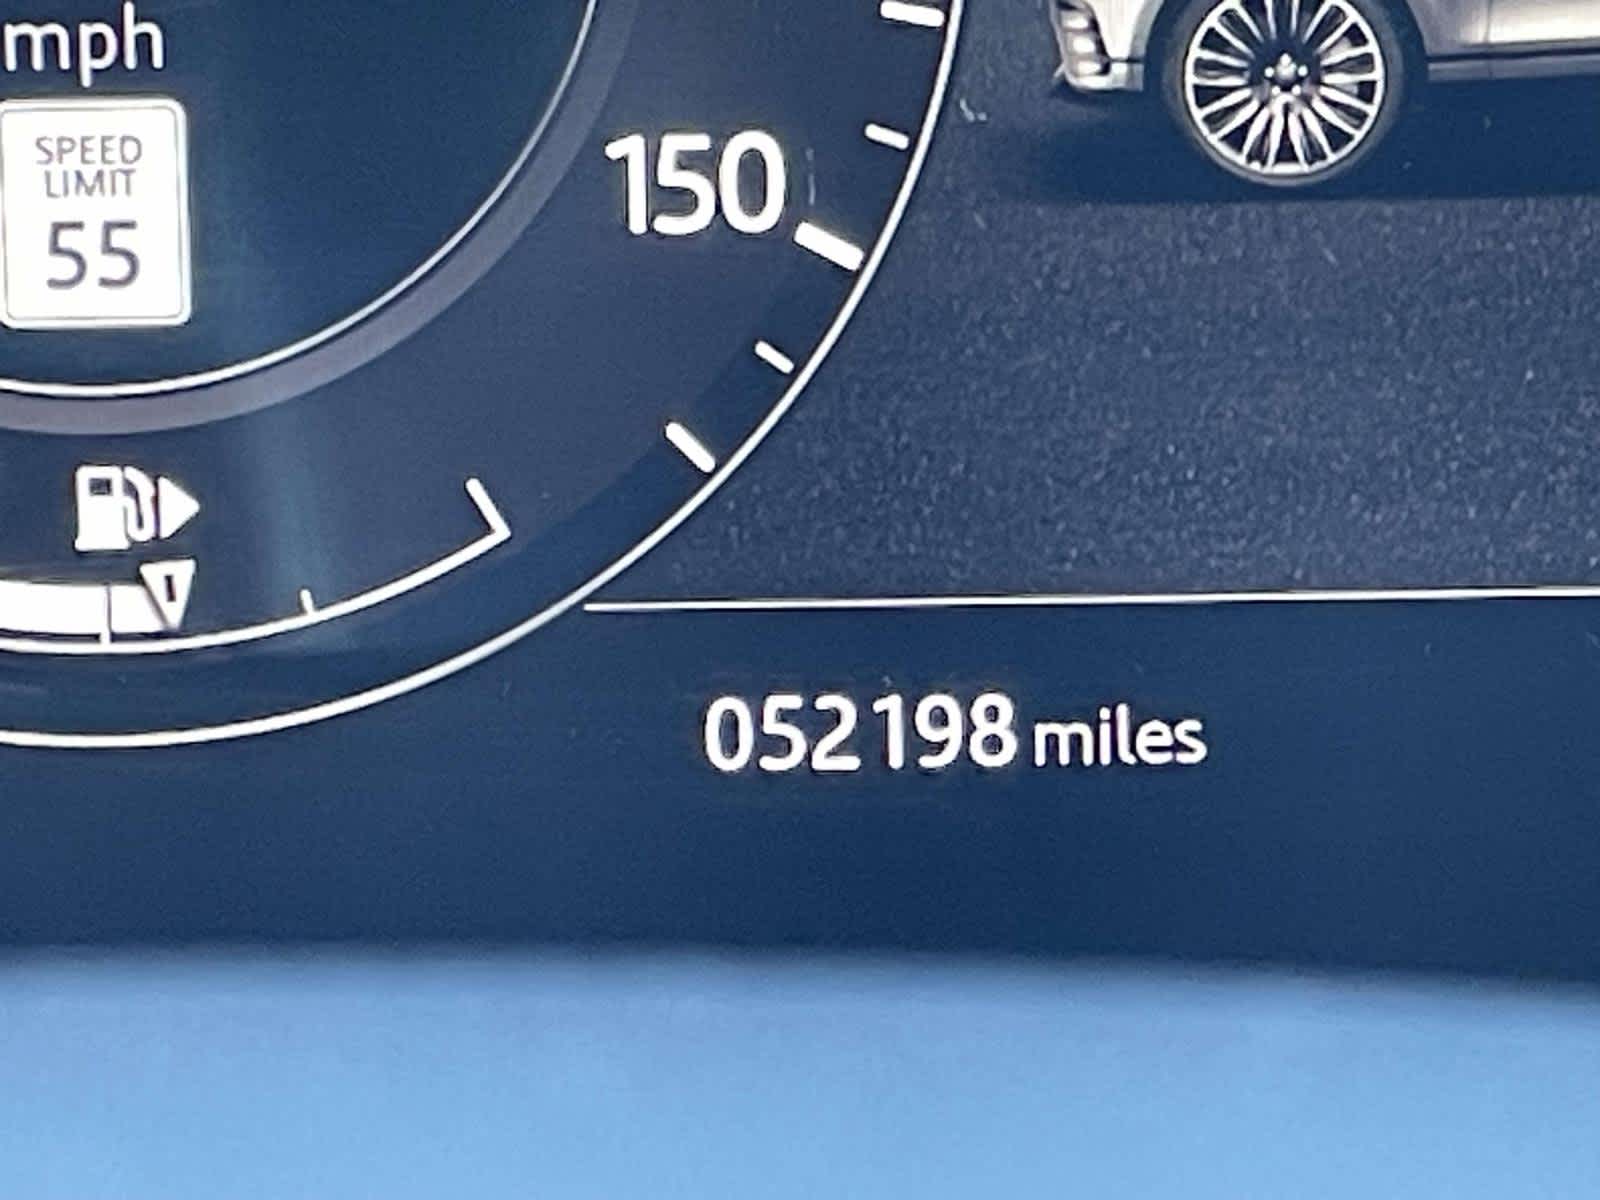 mph
SPEED
LIMIT
55
150
052198 miles